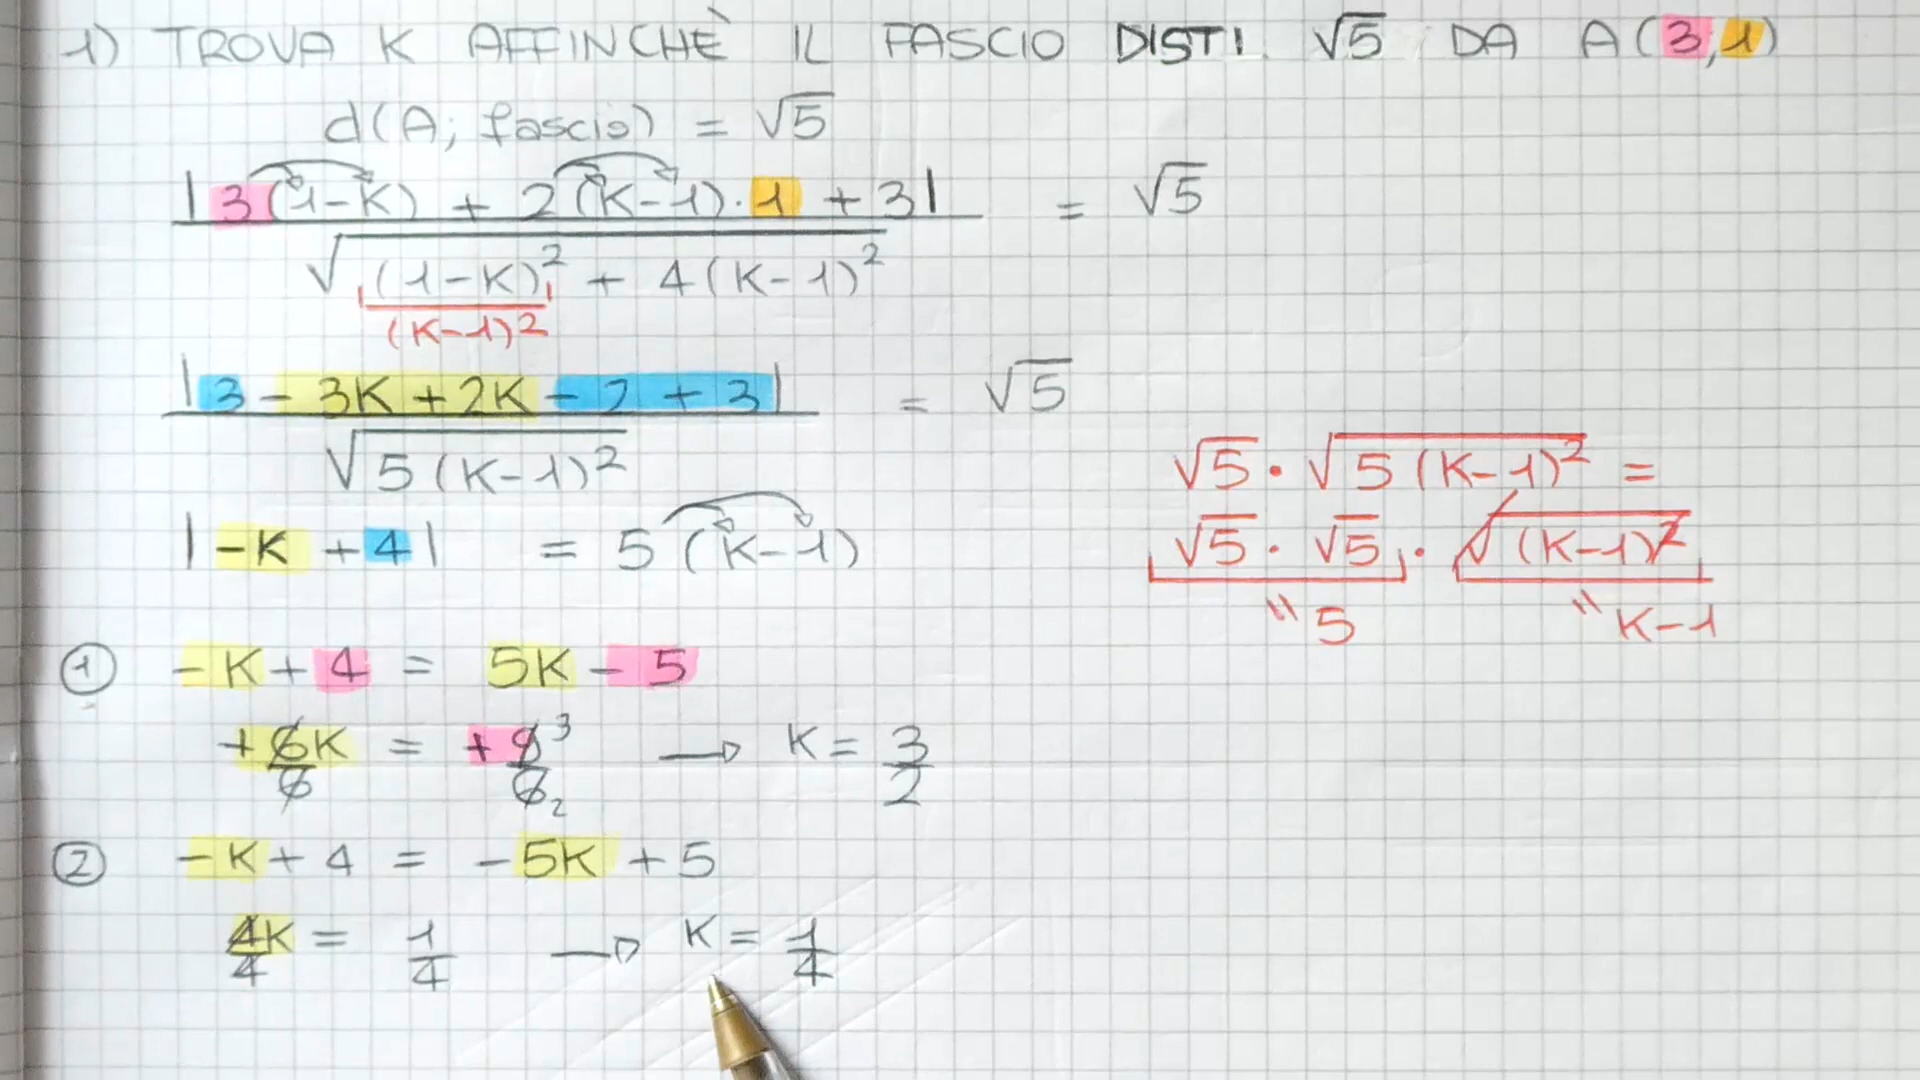 1) TROVA K AFFINCHÈ IL FASCIO DISTI √5 DA A(3;1)
d(A; fascio) = √5
|3(1-K) + 2(K-1)·1 + 3| = √5
√(1-K)² + 4(K-1)²
(K-1)²
|3 - 3K + 2K - 2 + 3| = √5
√5(K-1)²
√5 · √5(K-1)² =
|-K + 4| = 5(K-1)
√5 · √5 · √(K-1)²
" 5 " K-1
① -K + 4 = 5K - 5
+6K/6 = +9³/6₂ → K = 3/2
② -K + 4 = -5K + 5
4K/4 = 1/4 → K = 1/4